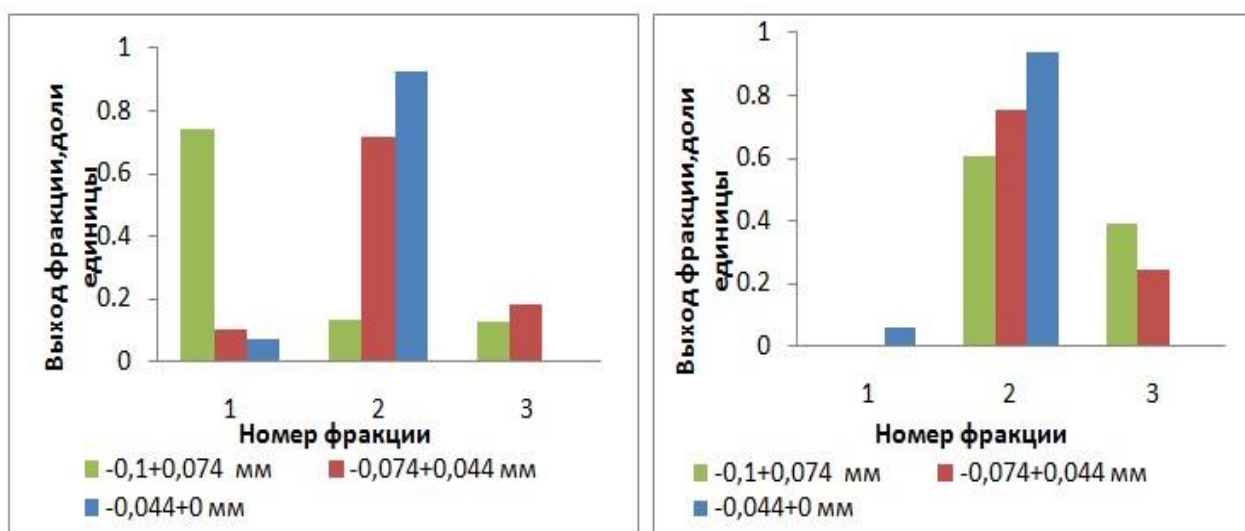 Выход фракции,доли
единицы
1
0.8
0.6
0.4
0.2
0
1 2 3
Номер фракции
-0,1+0,074 мм -0,074+0,044 мм
-0,044+0 мм
Выход фракции,доли
единицы
1
0.8
0.6
0.4
0.2
0
1 2 3
Номер фракции
-0,1+0,074 мм -0,074+0,044 мм
-0,044+0 мм